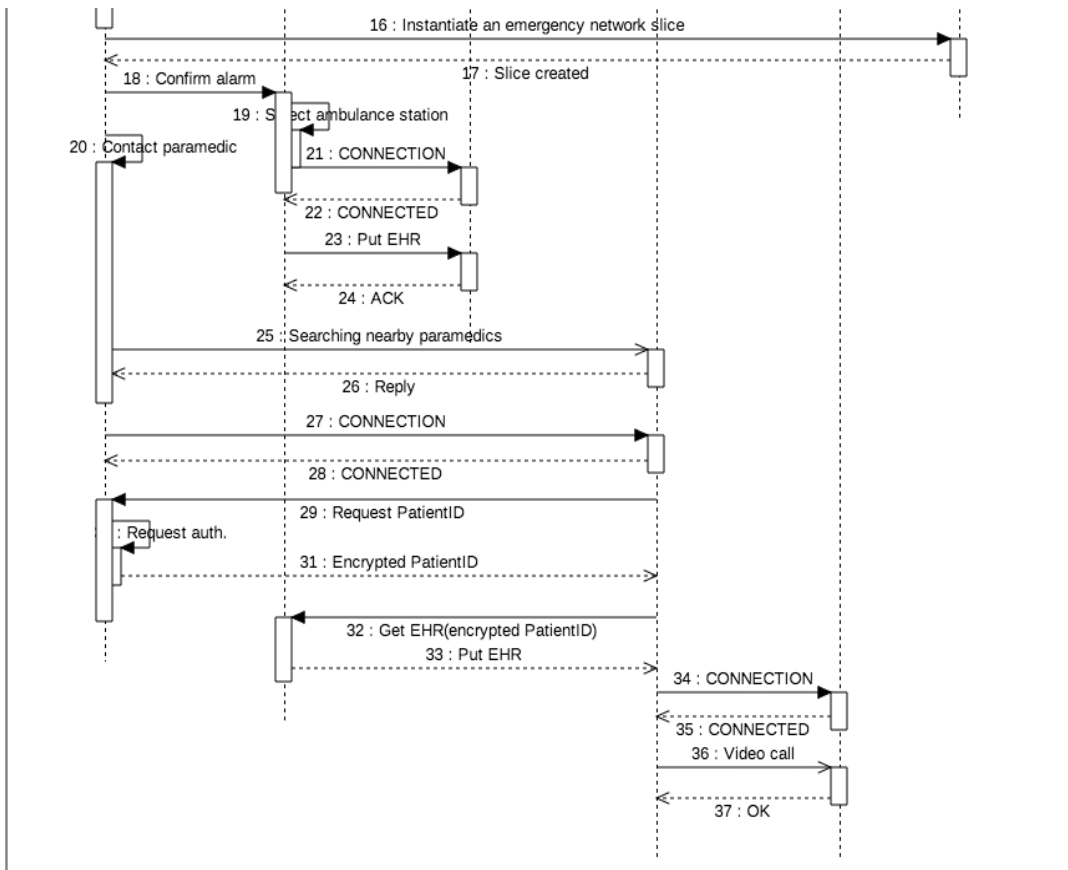 16 : Instantiate an emergency network slice
17 : Slice created
18 : Confirm alarm
19 : S ect ambulance station
20 : Contact paramedic
21 : CONNECTION
22 : CONNECTED
23 : Put EHR
24 : ACK
25 : Searching nearby paramedics
26 : Reply
27 : CONNECTION
28 : CONNECTED
29 : Request PatientID
: Request auth.
31 : Encrypted PatientID
32 : Get EHR(encrypted PatientID)
33 : Put EHR
34 : CONNECTION
35 : CONNECTED
36 : Video call
37 : OK